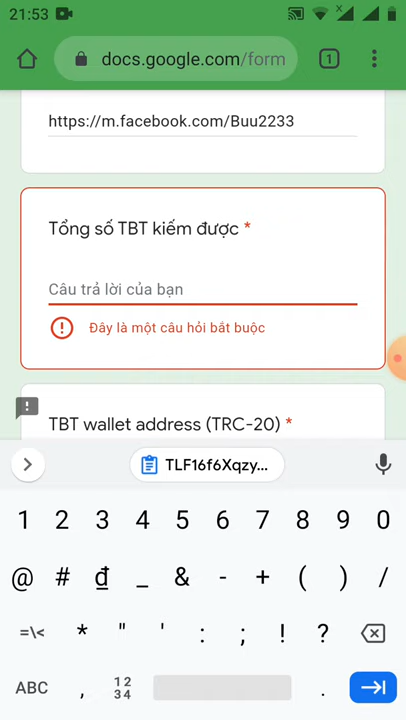 21:53
docs.google.com/form
1
https://m.facebook.com/Buu2233
Tổng số TBT kiếm được *
Câu trả lời của bạn
Đây là một câu hỏi bắt buộc
TBT wallet address (TRC-20) *
TLF16f6Xqzy...
1 2 3 4 5 6 7 8 9 0
@ # ₫ _ & - + ( ) /
=\< * " ' : ; ! ?
ABC , 12 34 .